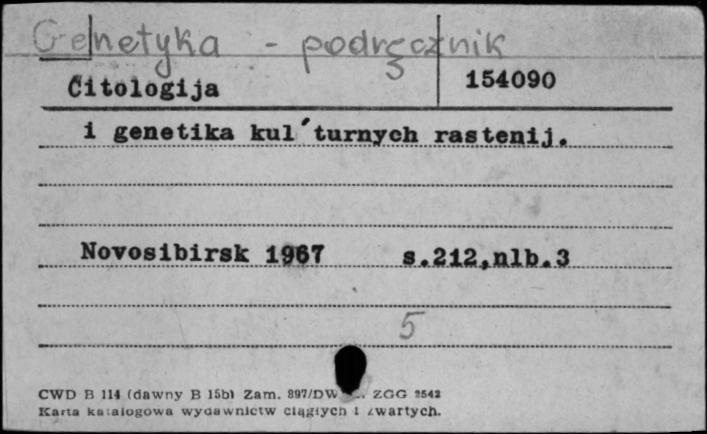 Genetyka - podręcznik
Citologija 154090
i genetika kul´turnych rastenij.
Novosibirsk 1967 s.212,nlb.3
5
CWD B 114 (dawny B 15b) Zam. 897/DW ZGG 2542
Karta katalogowa wydawnictw ciągłych i zwartych.